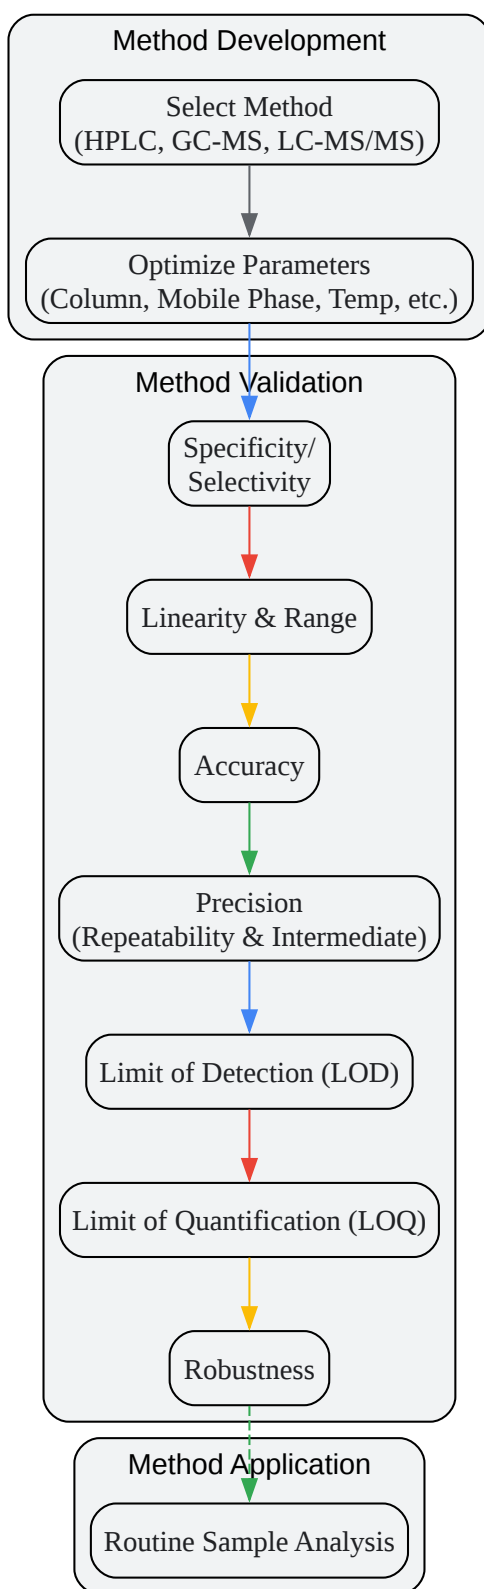 Method Development
Select Method
(HPLC, GC-MS, LC-MS/MS)
Optimize Parameters
(Column, Mobile Phase, Temp, etc.)
Method Validation
Specificity/
Selectivity
Linearity & Range
Accuracy
Precision
(Repeatability & Intermediate)
Limit of Detection (LOD)
Limit of Quantification (LOQ)
Robustness
Method Application
Routine Sample Analysis